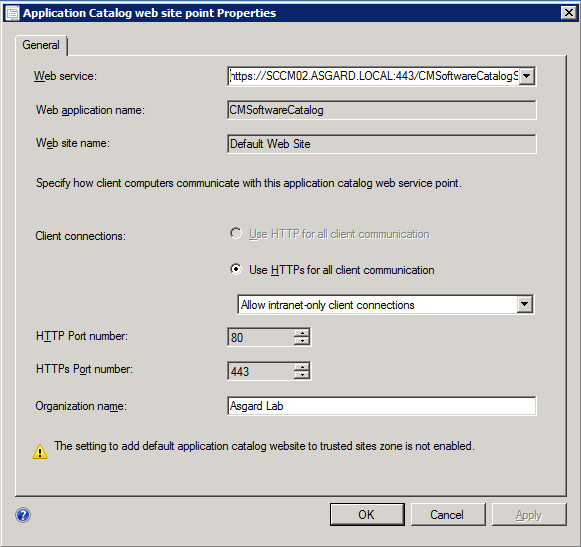 Application Catalog web site point Properties
General
Web service:
https://SCCM02.ASGARD.LOCAL:443/CMSoftwareCatalogS
Web application name:
CMSoftwareCatalog
Web site name:
Default Web Site
Specify how client computers communicate with this application catalog web service point.
Client connections:
Use HTTP for all client communication
Use HTTPs for all client communication
Allow intranet-only client connections
HTTP Port number:
80
HTTPs Port number:
443
Organization name:
Asgard Lab
The setting to add default application catalog website to trusted sites zone is not enabled.
OK
Cancel
Apply